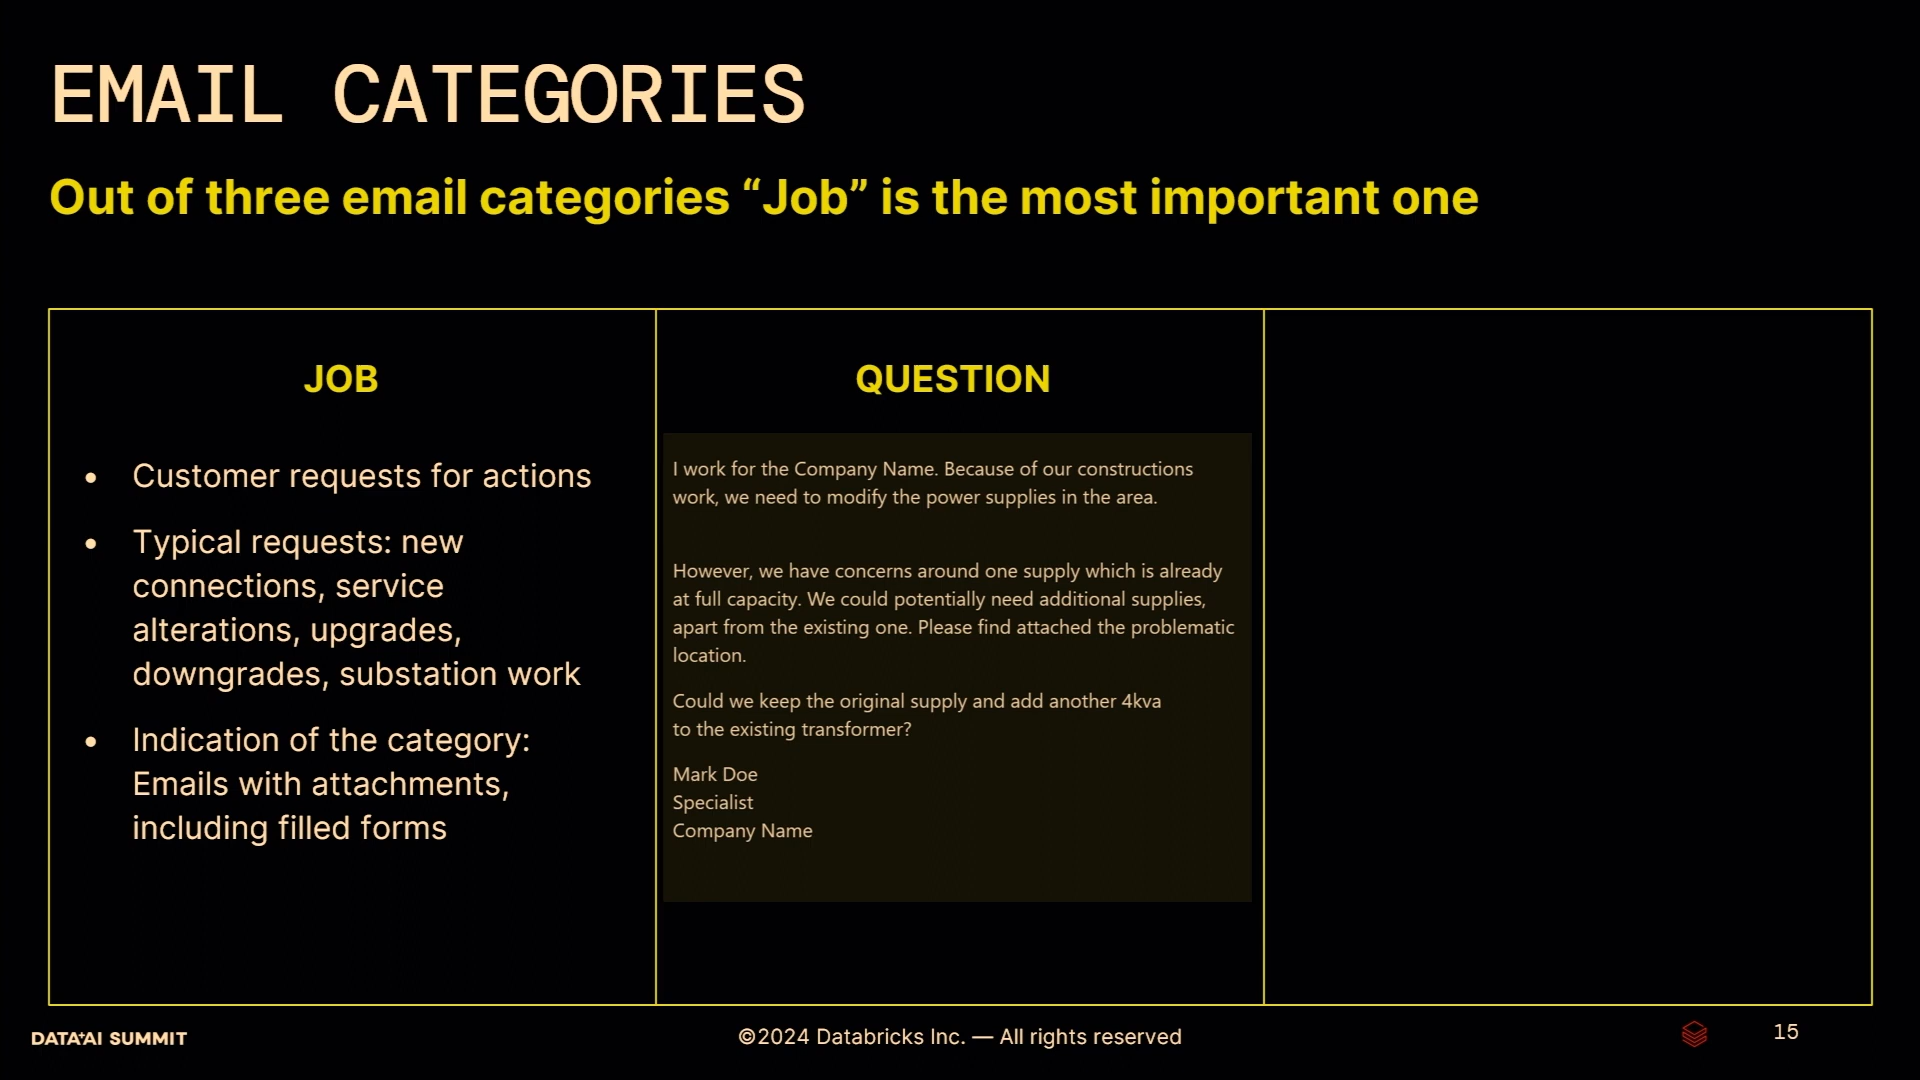 EMAIL CATEGORIES
Out of three email categories “Job” is the most important one
JOB
• Customer requests for actions
• Typical requests: new
connections, service
alterations, upgrades,
downgrades, substation work
• Indication of the category:
Emails with attachments,
including filled forms
QUESTION
I work for the Company Name. Because of our constructions
work, we need to modify the power supplies in the area.
However, we have concerns around one supply which is already
at full capacity. We could potentially need additional supplies,
apart from the existing one. Please find attached the problematic
location.
Could we keep the original supply and add another 4kva
to the existing transformer?
Mark Doe
Specialist
Company Name
DATA+AI SUMMIT
©2024 Databricks Inc. — All rights reserved
15